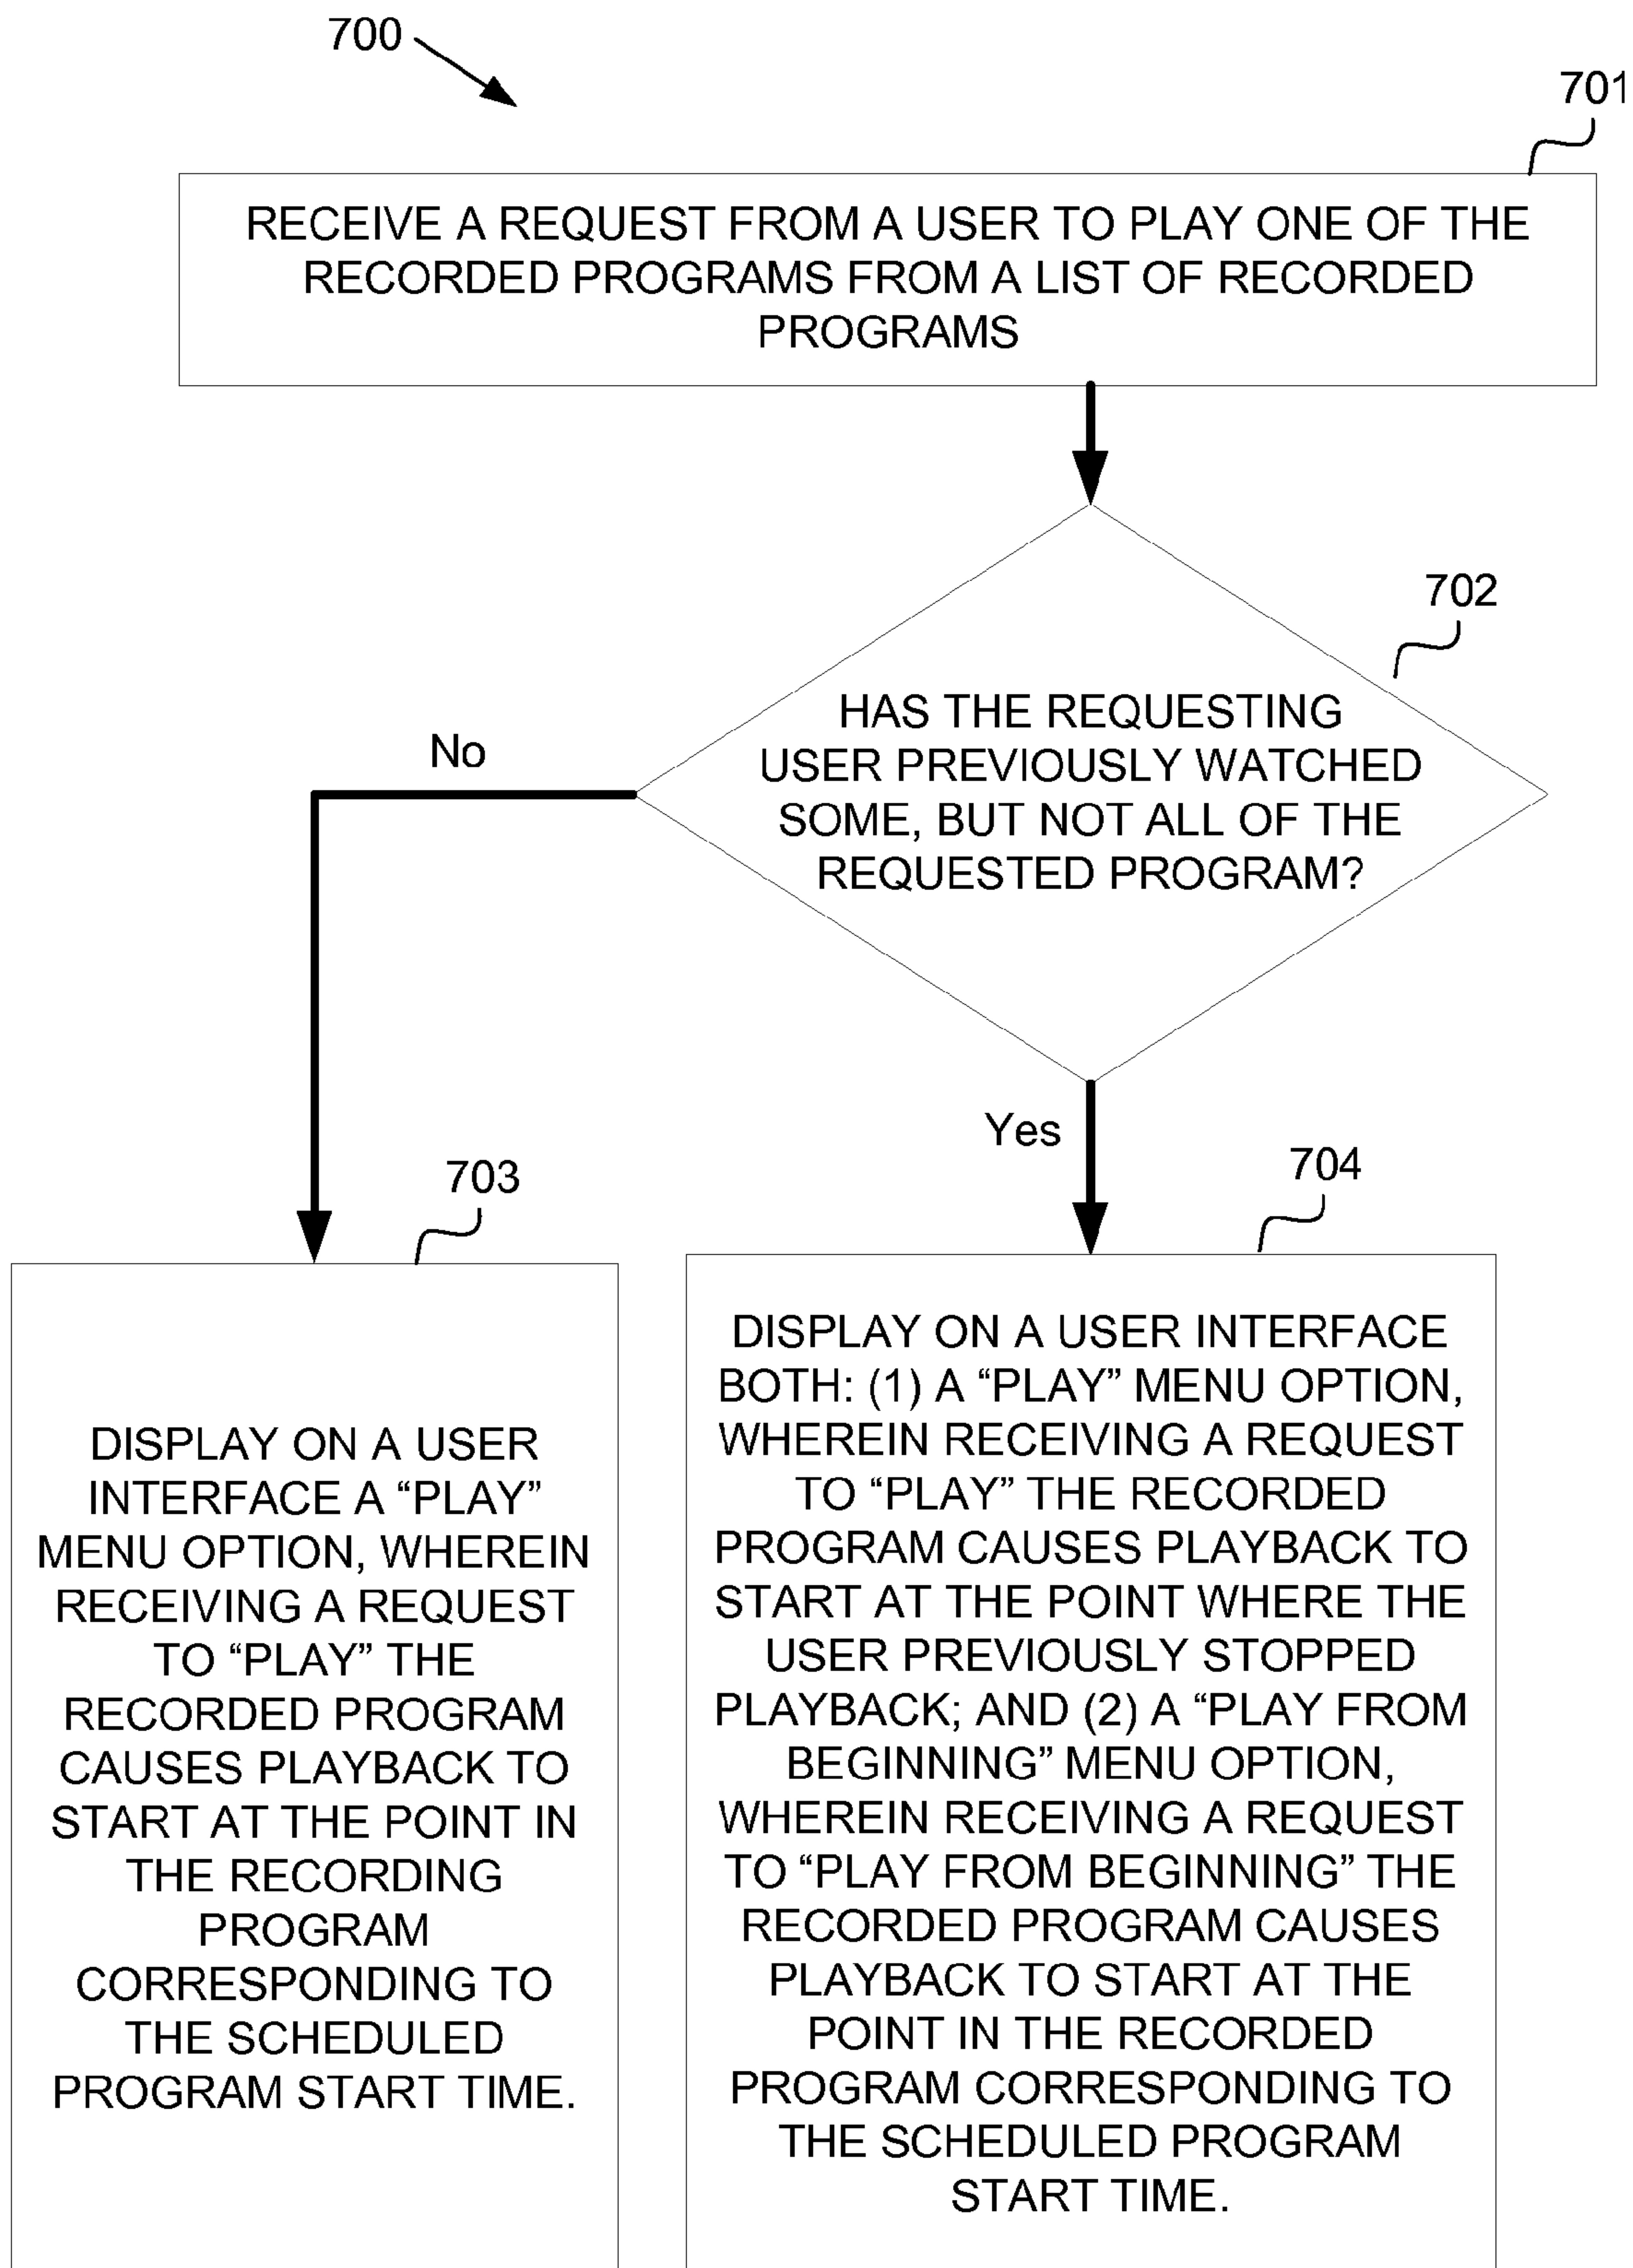 700
701
RECEIVE A REQUEST FROM A USER TO PLAY ONE OF THE
RECORDED PROGRAMS FROM A LIST OF RECORDED
PROGRAMS
702
HAS THE REQUESTING
USER PREVIOUSLY WATCHED
SOME, BUT NOT ALL OF THE
REQUESTED PROGRAM?
No
Yes
703
DISPLAY ON A USER
INTERFACE A “PLAY”
MENU OPTION, WHEREIN
RECEIVING A REQUEST
TO “PLAY” THE
RECORDED PROGRAM
CAUSES PLAYBACK TO
START AT THE POINT IN
THE RECORDING
PROGRAM
CORRESPONDING TO
THE SCHEDULED
PROGRAM START TIME.
704
DISPLAY ON A USER INTERFACE
BOTH: (1) A “PLAY” MENU OPTION,
WHEREIN RECEIVING A REQUEST
TO “PLAY” THE RECORDED
PROGRAM CAUSES PLAYBACK TO
START AT THE POINT WHERE THE
USER PREVIOUSLY STOPPED
PLAYBACK; AND (2) A “PLAY FROM
BEGINNING” MENU OPTION,
WHEREIN RECEIVING A REQUEST
TO “PLAY FROM BEGINNING” THE
RECORDED PROGRAM CAUSES
PLAYBACK TO START AT THE
POINT IN THE RECORDED
PROGRAM CORRESPONDING TO
THE SCHEDULED PROGRAM
START TIME.